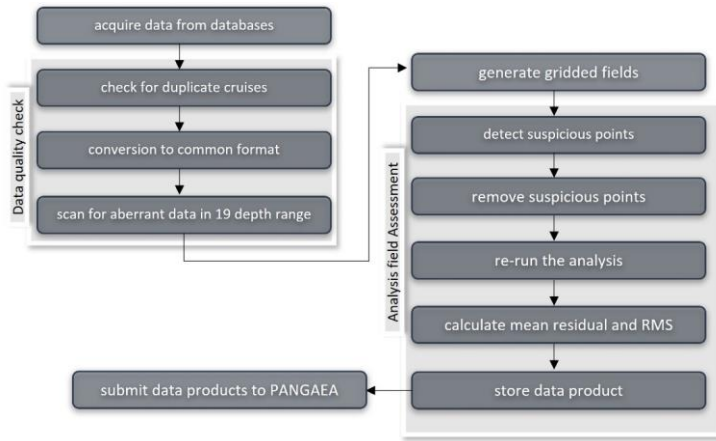 acquire data from databases
Data quality check
check for duplicate cruises
conversion to common format
scan for aberrant data in 19 depth range
generate gridded fields
Analysis field Assessment
detect suspicious points
remove suspicious points
re-run the analysis
calculate mean residual and RMS
store data product
submit data products to PANGAEA